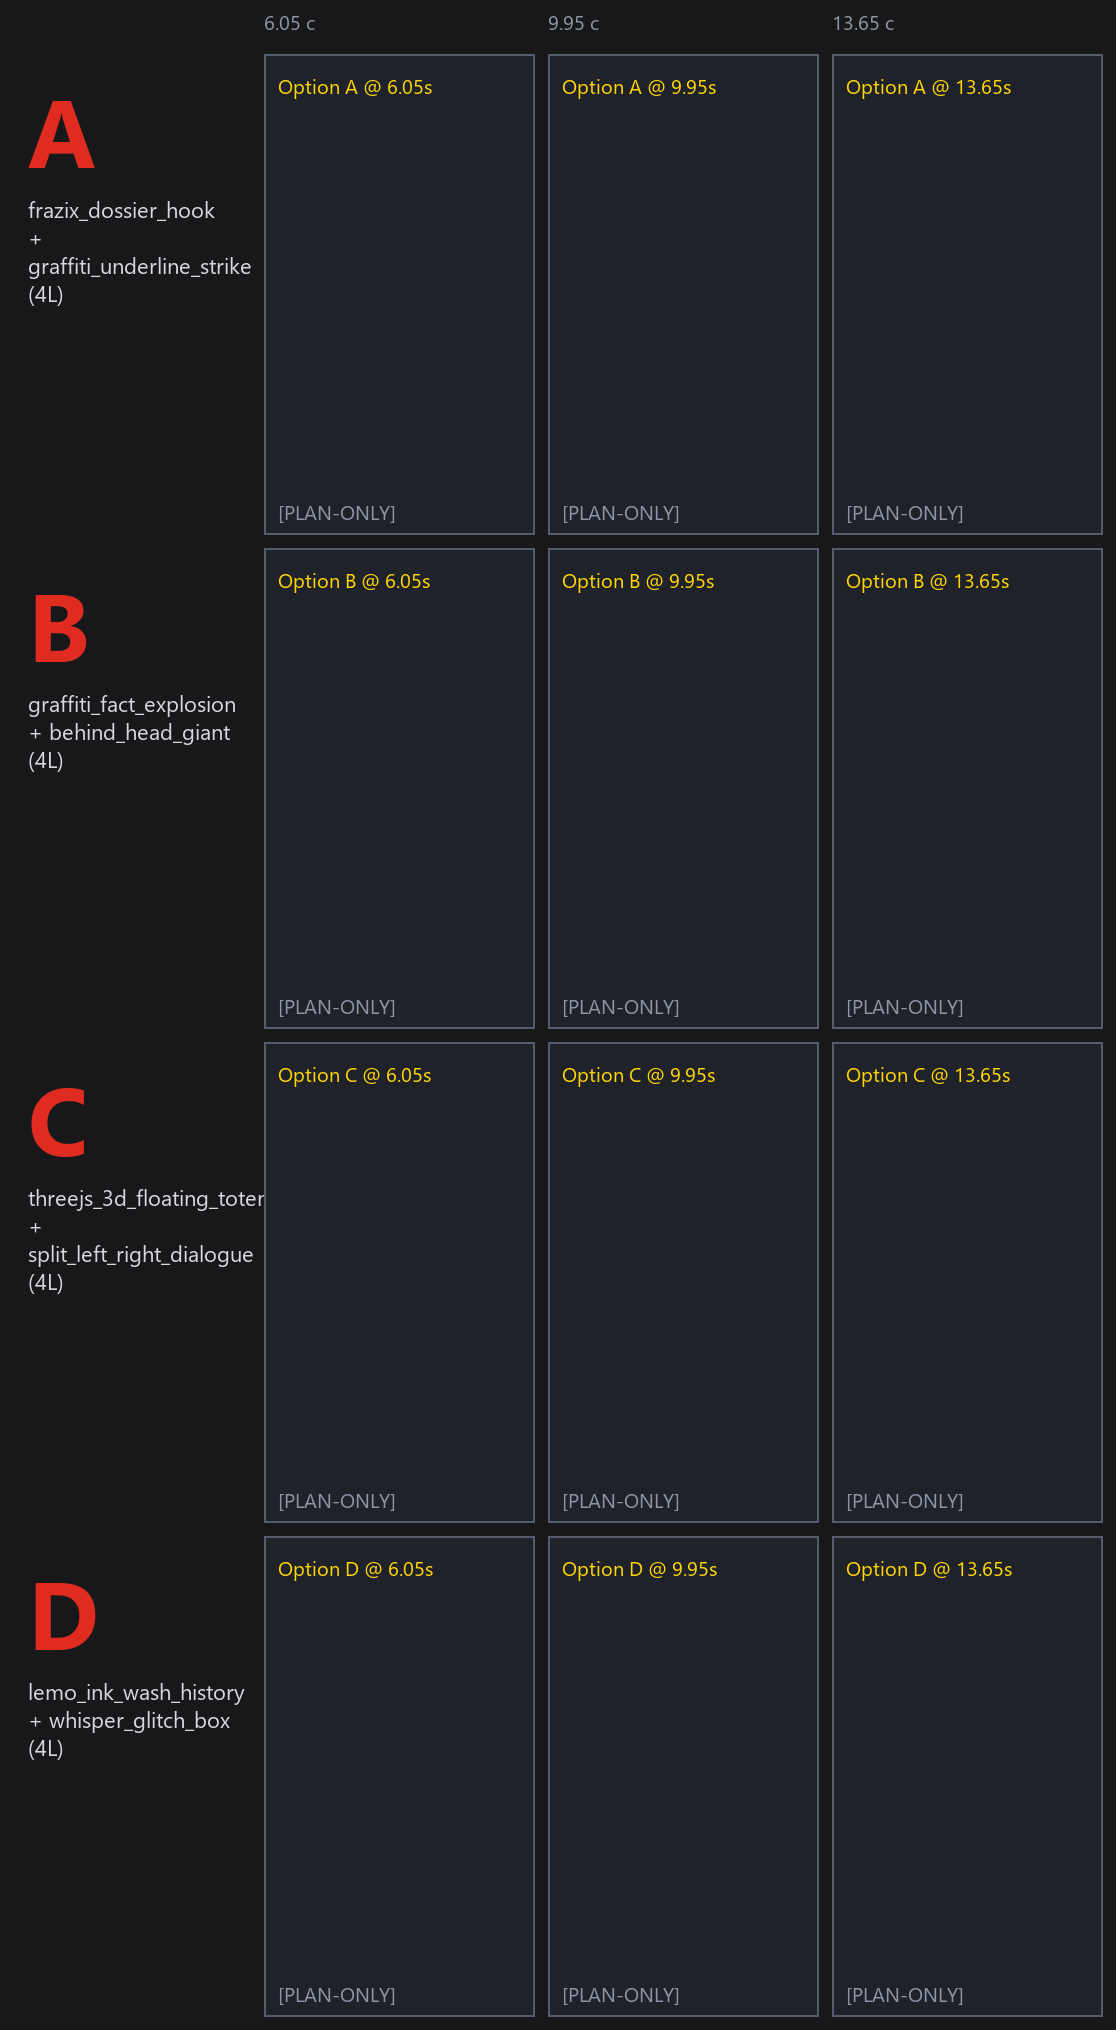 6.05 с
9.95 с
13.65 с
A
frazix_dossier_hook
+
graffiti_underline_strike
(4L)
Option A @ 6.05s
Option A @ 9.95s
Option A @ 13.65s
[PLAN-ONLY]
[PLAN-ONLY]
[PLAN-ONLY]
B
graffiti_fact_explosion
+ behind_head_giant
(4L)
Option B @ 6.05s
Option B @ 9.95s
Option B @ 13.65s
[PLAN-ONLY]
[PLAN-ONLY]
[PLAN-ONLY]
C
threejs_3d_floating_toter
+
split_left_right_dialogue
(4L)
Option C @ 6.05s
Option C @ 9.95s
Option C @ 13.65s
[PLAN-ONLY]
[PLAN-ONLY]
[PLAN-ONLY]
D
lemo_ink_wash_history
+ whisper_glitch_box
(4L)
Option D @ 6.05s
Option D @ 9.95s
Option D @ 13.65s
[PLAN-ONLY]
[PLAN-ONLY]
[PLAN-ONLY]